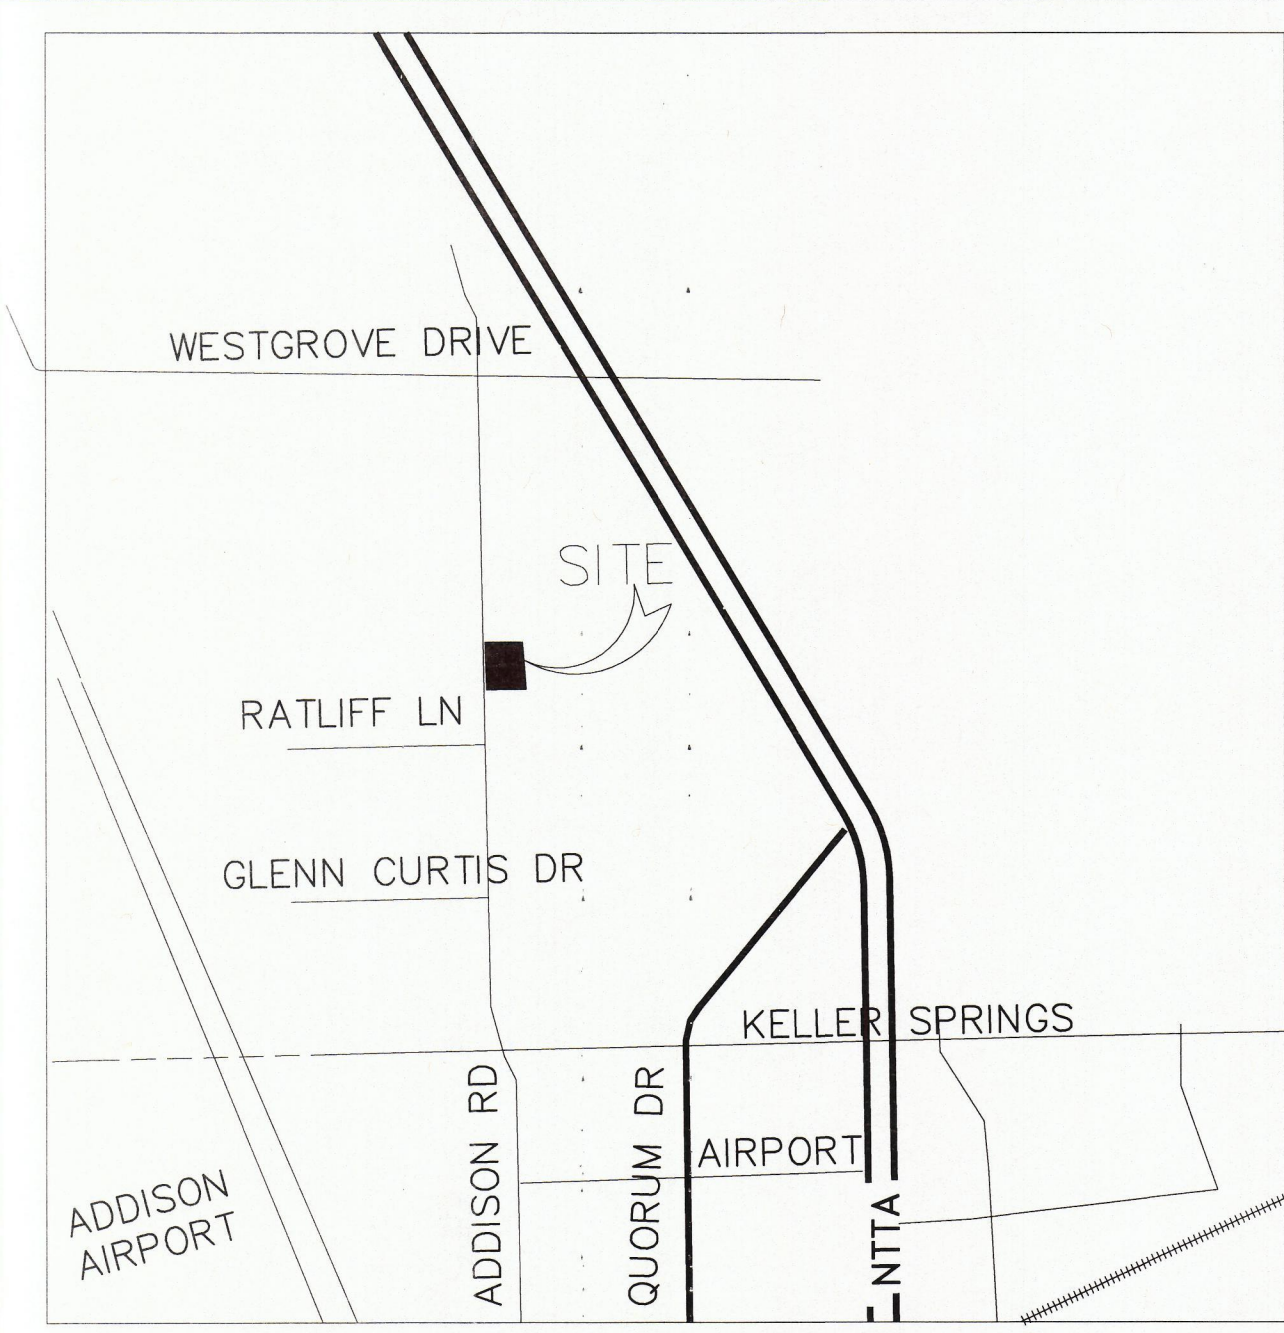 WESTGROVE DRIVE
SITE
RATLIFF LN
GLENN CURTIS DR
KELLER SPRINGS
ADDISON RD
QUORUM DR
AIRPORT
ADDISON
AIRPORT
NTTA